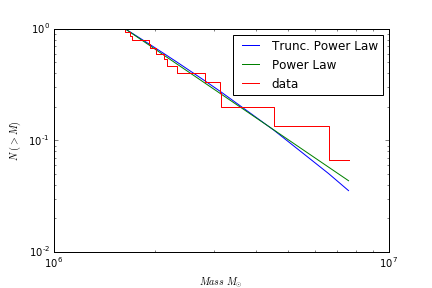 10⁰
Trunc. Power Law
Power Law
data
N (> M)
10⁻¹
10⁻²
10⁶
10⁷
Mass M☉